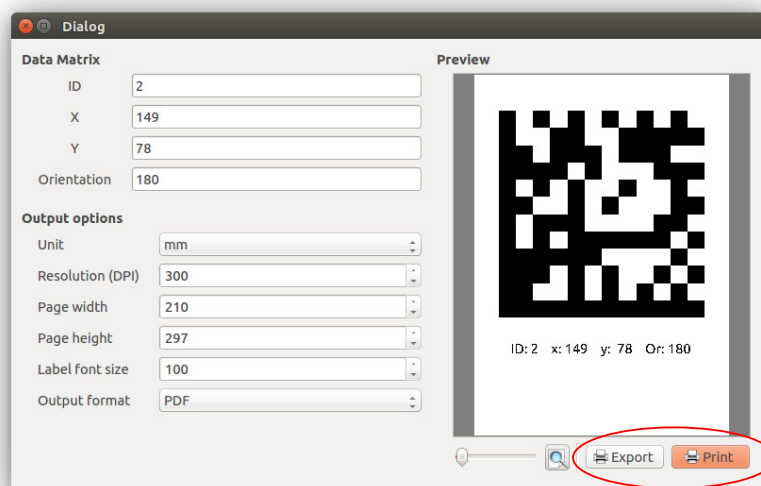 Dialog
Data Matrix
ID 2
X 149
Y 78
Orientation 180
Output options
Unit mm
Resolution (DPI) 300
Page width 210
Page height 297
Label font size 100
Output format PDF
Preview
ID: 2 x: 149 y: 78 Or: 180
Export Print